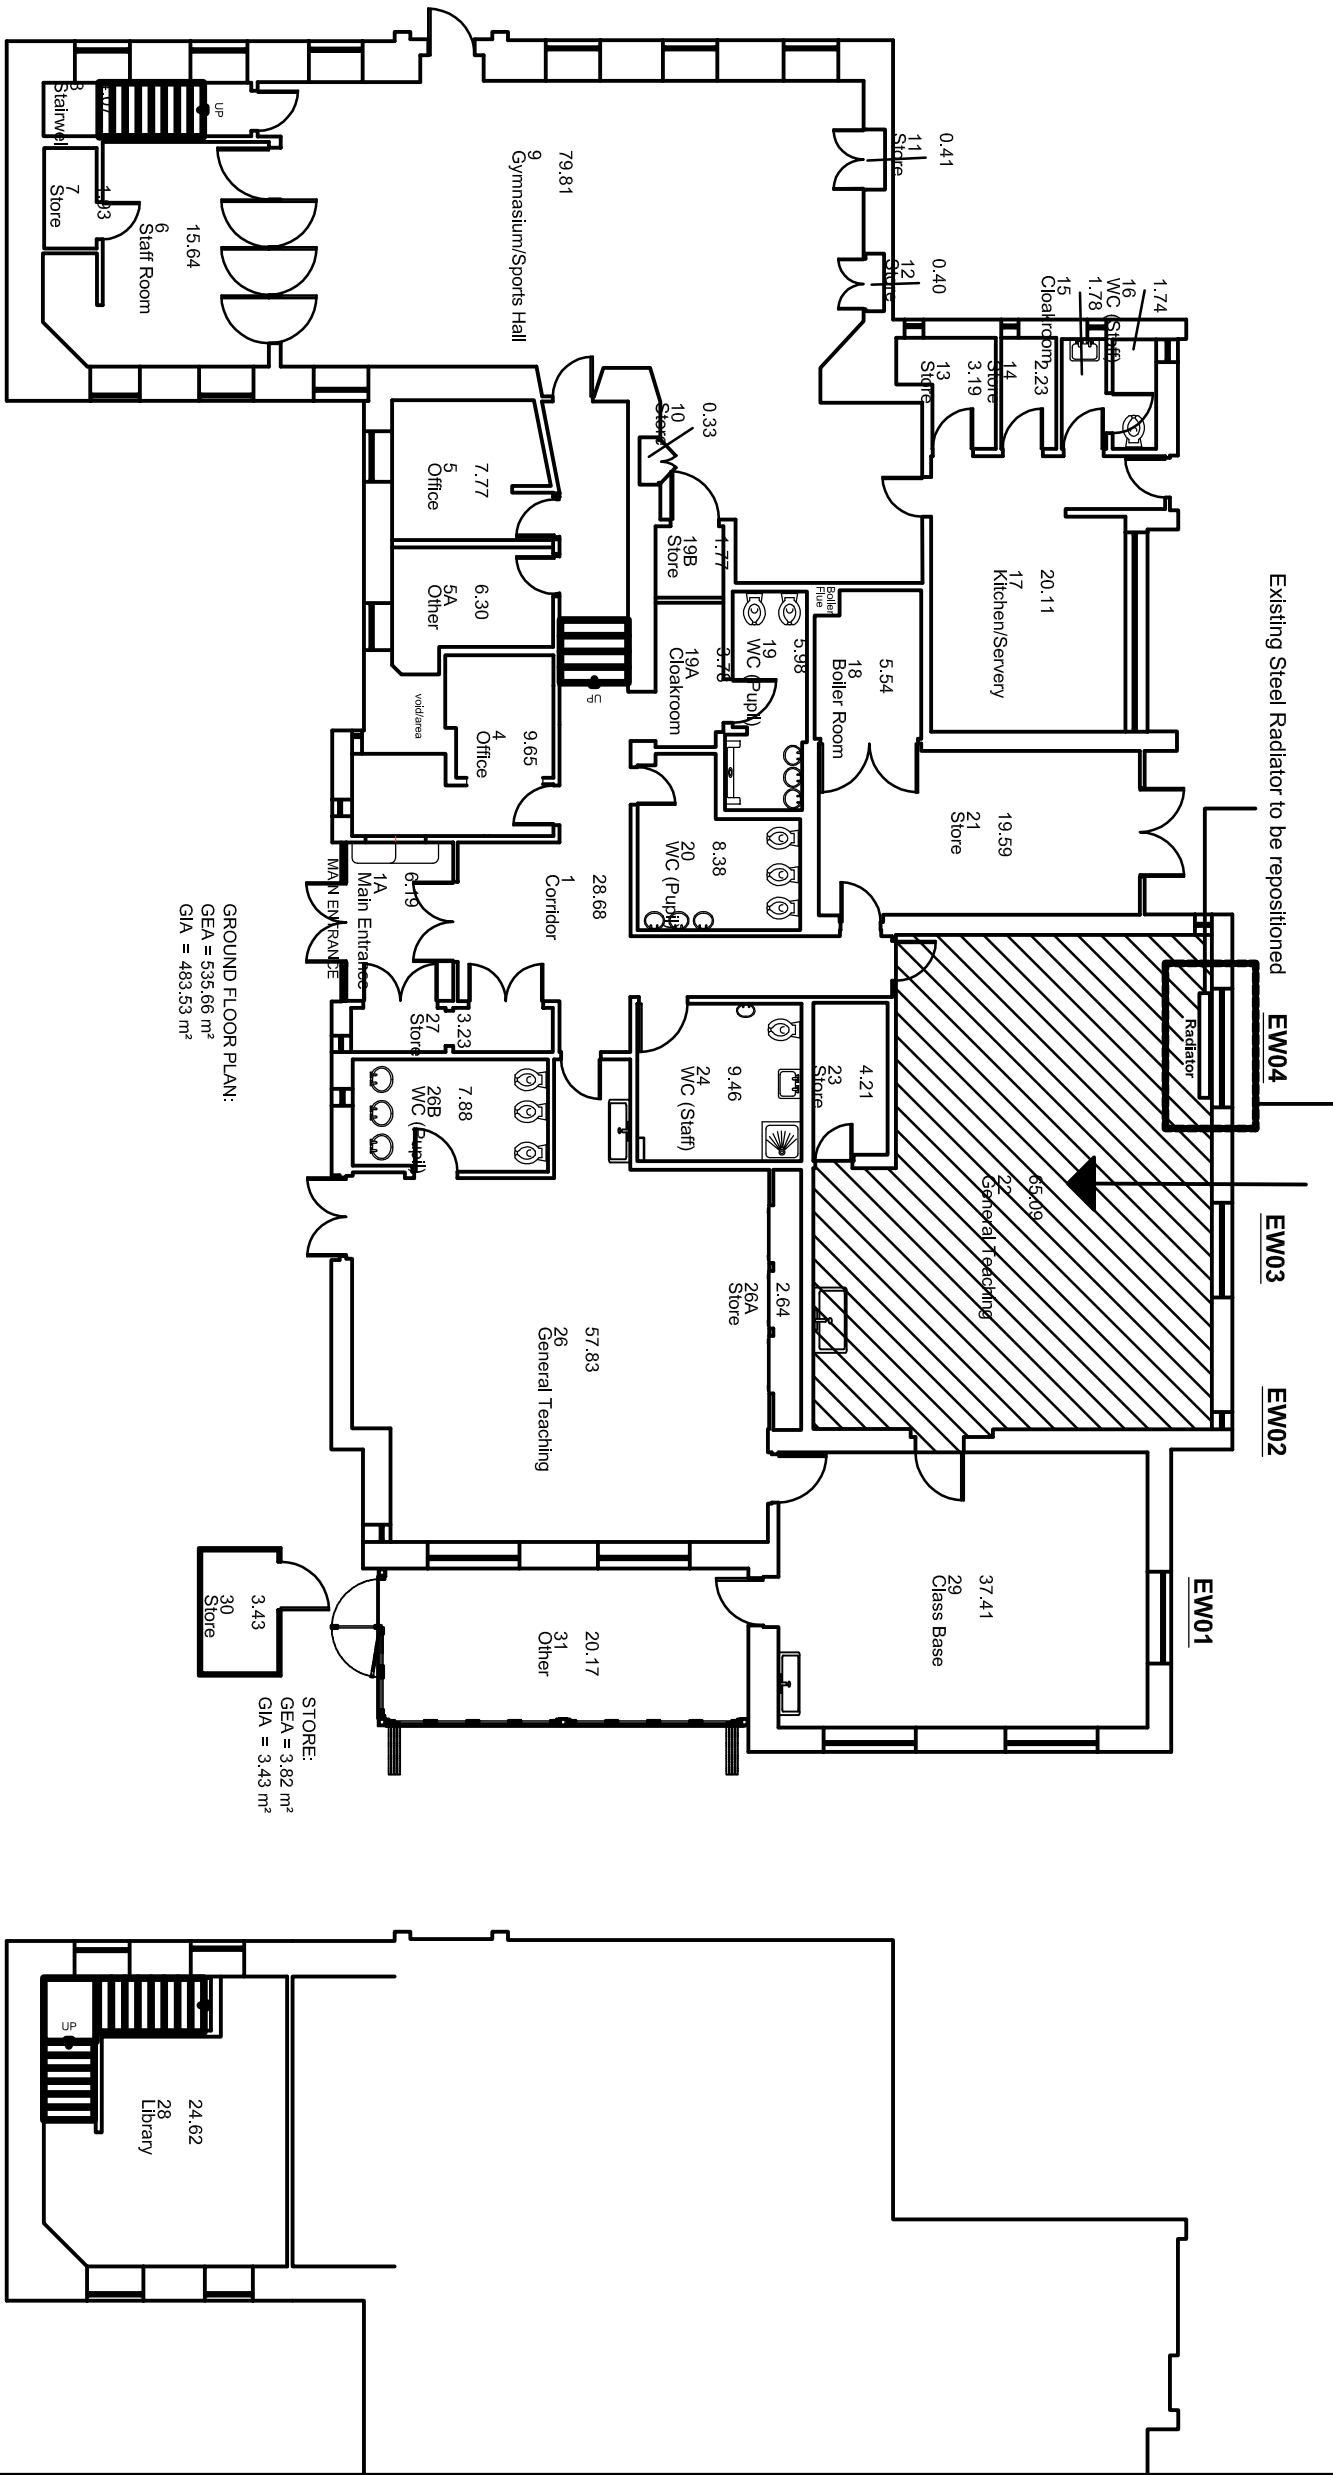 Existing Steel Radiator to be repositioned
EW04
EW03
EW02
EW01
Radiator
1.74
16
WC (Staff)
1.78
15
Cloakroom
2.23
14
Store
3.19
13
Store
0.41
11
Store
0.40
12
Store
20.11
17
Kitchen/Servery
19.59
21
Store
65.09
22
General Teaching
37.41
29
Class Base
5.54
18
Boiler Room
Boiler
Flue
4.21
23
Store
5.98
19
WC (Pupil)
1.77
19B
Store
19A
Cloakroom
0.33
10
Store
8.38
20
WC (Pupil)
9.46
24
WC (Staff)
2.64
26A
Store
57.83
26
General Teaching
20.17
31
Other
79.81
9
Gymnasium/Sports Hall
28.68
1
Corridor
UP
7.77
5
Office
6.30
5A
Other
9.65
4
Office
void/area
6.19
1A
Main Entrance
MAIN ENTRANCE
3.23
27
Store
7.88
26B
WC (Pupil)
UP
8
Stairwell
1.93
7
Store
15.64
6
Staff Room
3.43
30
Store
GROUND FLOOR PLAN:
GEA = 535.66 m²
GIA = 483.53 m²
STORE:
GEA = 3.82 m²
GIA = 3.43 m²
UP
24.62
28
Library